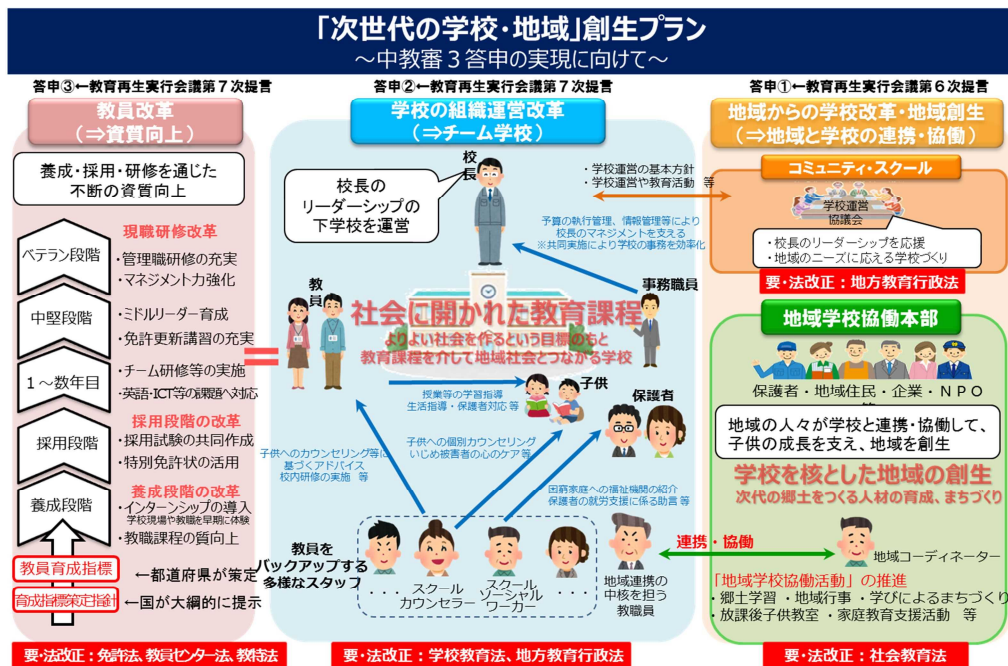 「次世代の学校・地域」創生プラン
～中教審３答申の実現に向けて～
答申③←教育再生実行会議第７次提言
教員改革
（⇒資質向上）
養成・採用・研修を通じた
不断の資質向上
現職研修改革
ベテラン段階
・管理職研修の充実
・マネジメント力強化
中堅段階
・ミドルリーダー育成
・免許更新講習の充実
１～数年目
・チーム研修等の実施
・英語・ICT等の課題へ対応
採用段階の改革
採用段階
・採用試験の共同作成
・特別免許状の活用
養成段階の改革
養成段階
・インターンシップの導入
学校現場や教職を早期に体験
・教職課程の質向上
教員育成指標
←都道府県が策定
育成指標策定指針
←国が大綱的に提示
要・法改正：免許法、教員センター法、教特法
＝
答申②←教育再生実行会議第７次提言
学校の組織運営改革
（⇒チーム学校）
校長
校長の
リーダーシップの
下学校を運営
・学校運営の基本方針
・学校運営や教育活動 等
予算の執行管理、情報管理等により
校長のマネジメントを支える
※共同実施により学校の事務を効率化
教員
事務職員
社会に開かれた教育課程
よりよい社会を作るという目標のもと
教育課程を介して地域社会とつながる学校
授業等の学習指導
生活指導・保護者対応 等
子供
保護者
子供へのカウンセリング等に
基づくアドバイス
校内研修の実施 等
子供への個別カウンセリング
いじめ被害者の心のケア 等
困窮家庭への福祉機関の紹介
保護者の就労支援に係る助言 等
教員を
バックアップする
多様なスタッフ
・・・
スクール
カウンセラー
スクール
ソーシャル
ワーカー
・・・
地域連携の
中核を担う
教職員
要・法改正：学校教育法、地方教育行政法
答申①←教育再生実行会議第６次提言
地域からの学校改革・地域創生
（⇒地域と学校の連携・協働）
コミュニティ・スクール
学校運営
協議会
・校長のリーダーシップを応援
・地域のニーズに応える学校づくり
要・法改正：地方教育行政法
地域学校協働本部
保護者・地域住民・企業・ＮＰＯ
地域の人々が学校と連携・協働して、
子供の成長を支え、地域を創生
学校を核とした地域の創生
次代の郷土をつくる人材の育成、まちづくり
連携・協働
地域コーディネーター
「地域学校協働活動」の推進
・郷土学習 ・地域行事 ・学びによるまちづくり
・放課後子供教室 ・家庭教育支援活動 等
要・法改正：社会教育法